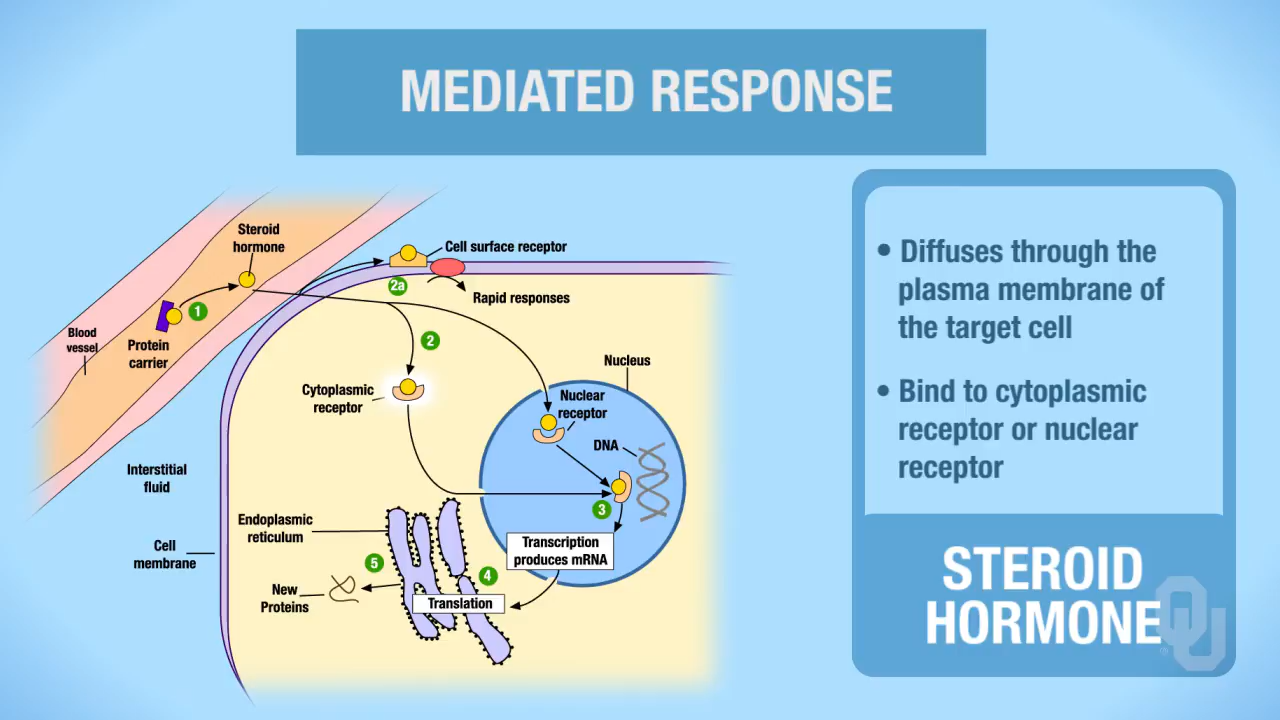 MEDIATED RESPONSE
Steroid
hormone
Cell surface receptor
2a
Rapid responses
1
Blood
vessel
Protein
carrier
2
Nucleus
Cytoplasmic
receptor
Nuclear
receptor
DNA
Interstitial
fluid
3
Endoplasmic
reticulum
Transcription
produces mRNA
Cell
membrane
5
4
New
Proteins
Translation
• Diffuses through the
plasma membrane of
the target cell
• Bind to cytoplasmic
receptor or nuclear
receptor
STEROID
HORMONE
OU
®